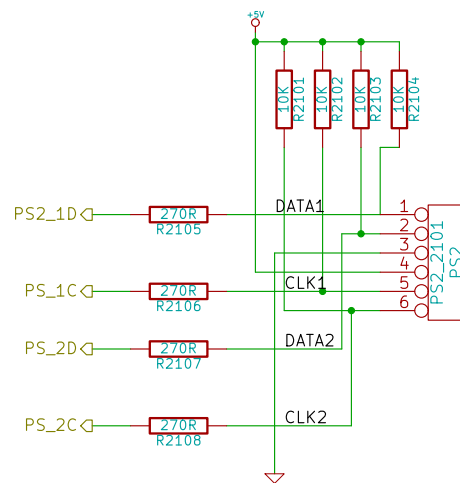 +5V
10K
R2101
10K
R2102
10K
R2103
10K
R2104
PS2_1D
270R
R2105
DATA1
1
2
3
4
5
6
PS2_2101
PS2
PS_1C
270R
R2106
CLK1
PS_2D
270R
R2107
DATA2
PS_2C
270R
R2108
CLK2